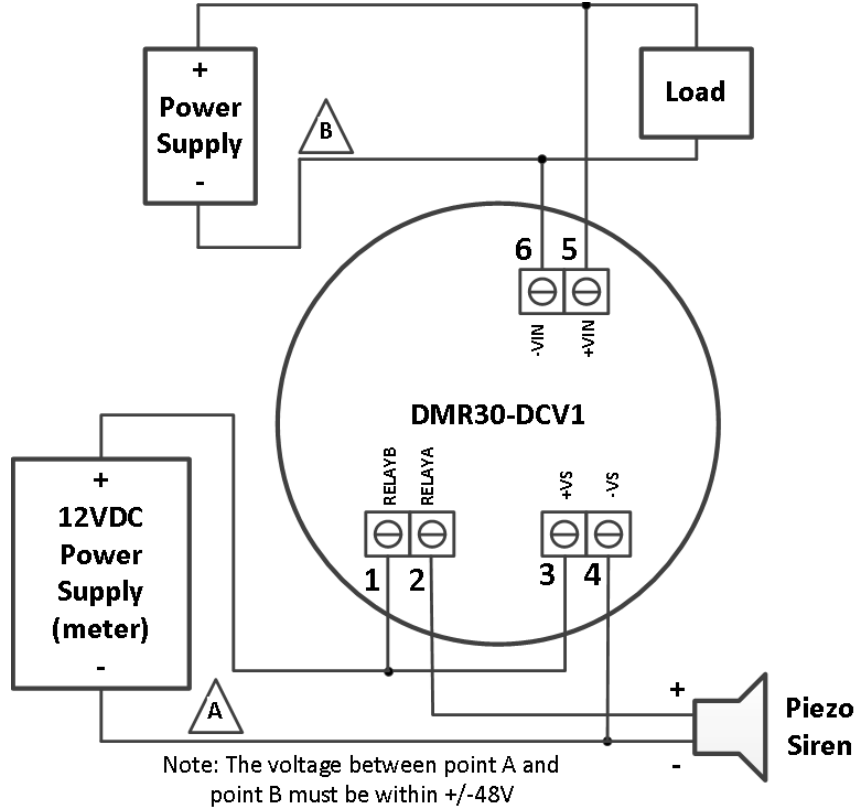 +
Power
Supply
-
B
Load
6 5
-VIN
+VIN
DMR30-DCV1
RELAYB
RELAYA
+VS
-VS
1 2 3 4
+
12VDC
Power
Supply
(meter)
-
A
+
-
Piezo
Siren
Note: The voltage between point A and
point B must be within +/-48V